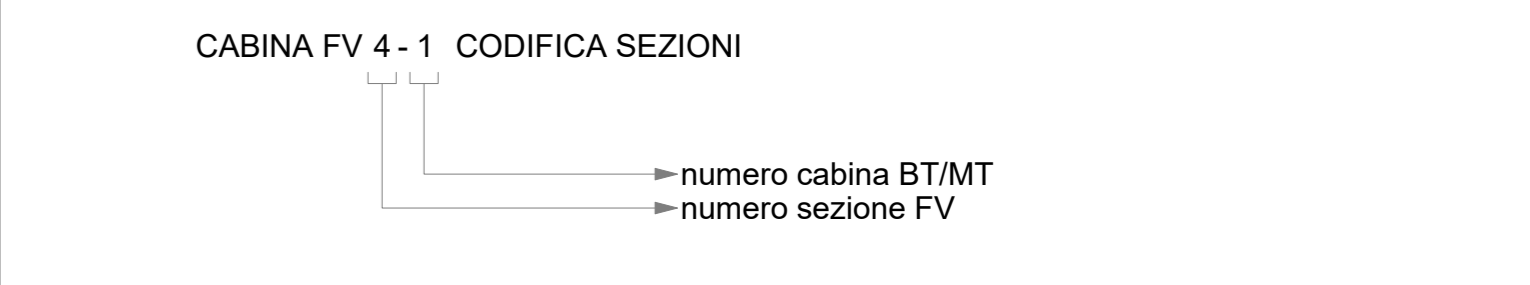 CABINA FV 4 - 1 CODIFICA SEZIONI
numero cabina BT/MT
numero sezione FV